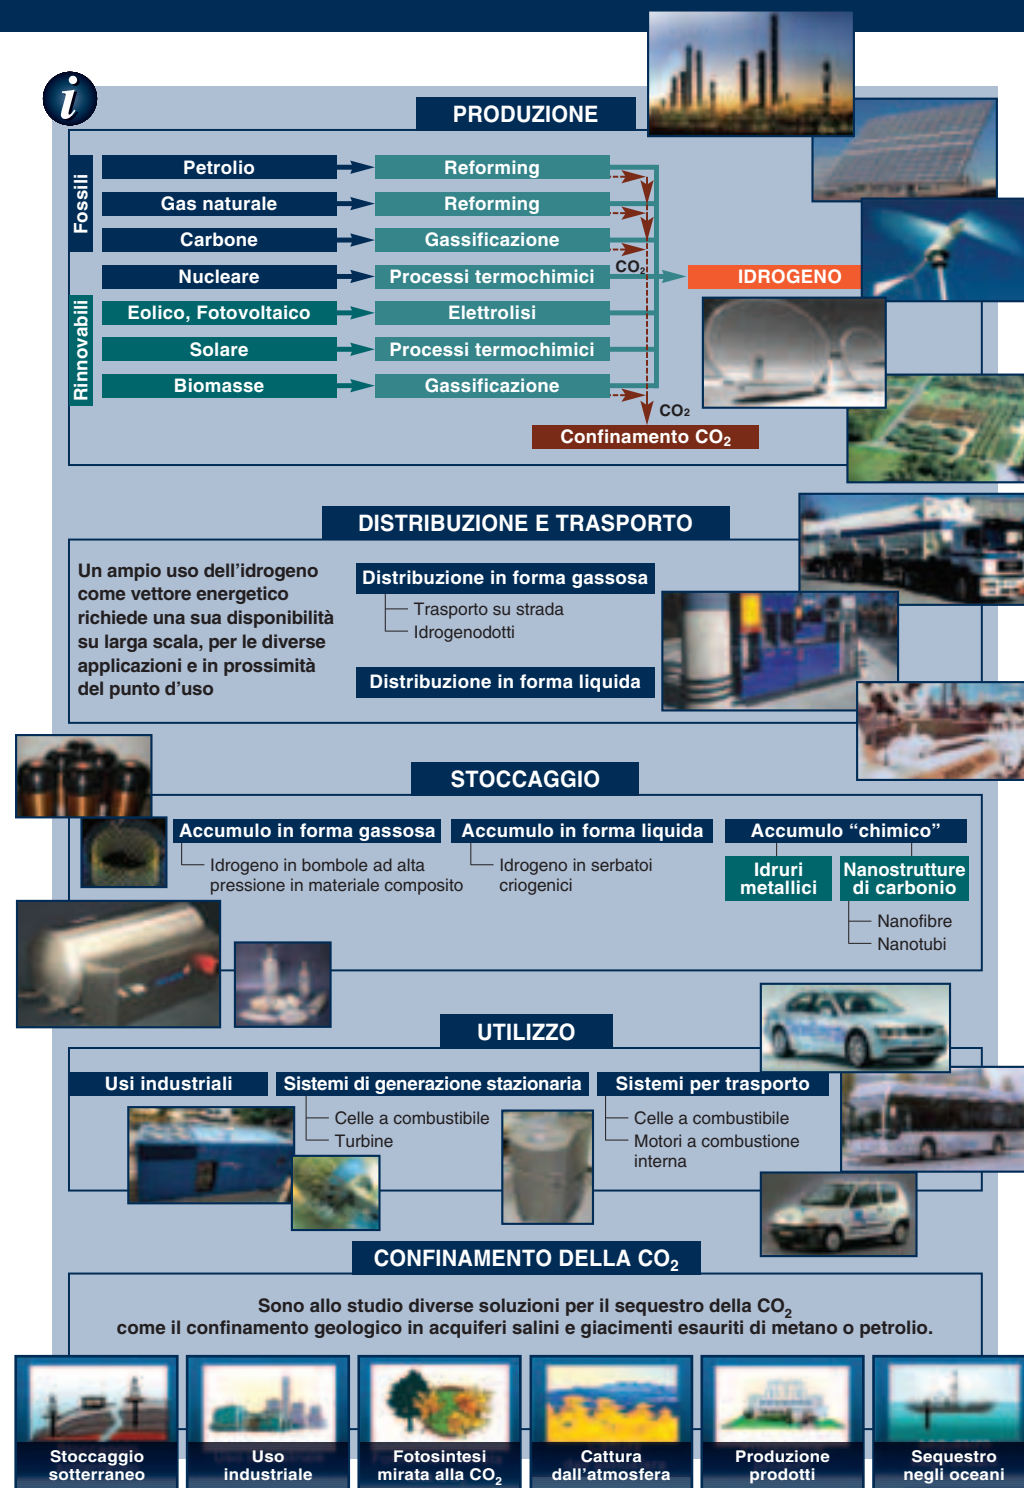 i
PRODUZIONE
Fossili
Petrolio
Reforming
Gas naturale
Reforming
Carbone
Gassificazione
CO2
Nucleare
Processi termochimici
IDROGENO
Rinnovabili
Eolico, Fotovoltaico
Elettrolisi
Solare
Processi termochimici
Biomasse
Gassificazione
CO2
Confinamento CO2
DISTRIBUZIONE E TRASPORTO
Un ampio uso dell’idrogeno
come vettore energetico
richiede una sua disponibilità
su larga scala, per le diverse
applicazioni e in prossimità
del punto d’uso
Distribuzione in forma gassosa
Trasporto su strada
Idrogenodotti
Distribuzione in forma liquida
STOCCAGGIO
Accumulo in forma gassosa
Idrogeno in bombole ad alta
pressione in materiale composito
Accumulo in forma liquida
Idrogeno in serbatoi
criogenici
Accumulo “chimico”
Idruri
metallici
Nanostrutture
di carbonio
Nanofibre
Nanotubi
UTILIZZO
Usi industriali
Sistemi di generazione stazionaria
Celle a combustibile
Turbine
Sistemi per trasporto
Celle a combustibile
Motori a combustione
interna
CONFINAMENTO DELLA CO2
Sono allo studio diverse soluzioni per il sequestro della CO2
come il confinamento geologico in acquiferi salini e giacimenti esauriti di metano o petrolio.
Stoccaggio
sotterraneo
Uso
industriale
Fotosintesi
mirata alla CO2
Cattura
dall’atmosfera
Produzione
prodotti
Sequestro
negli oceani